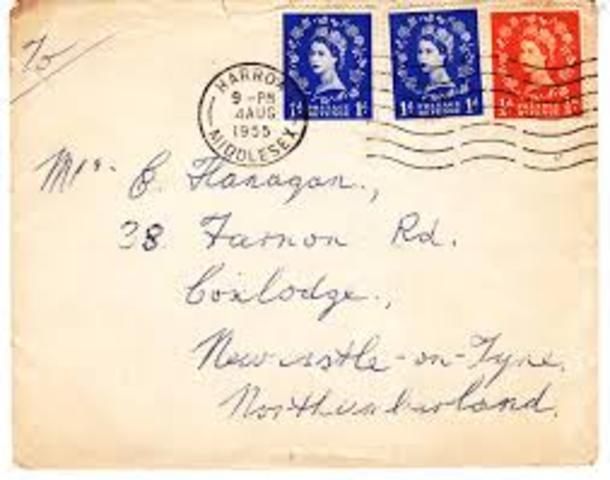 To
HARROW
9 - PM
4 AUG
1955
MIDDLESEX
1d POSTAGE REVENUE 1d
1d POSTAGE REVENUE 1d
Mrs. E. Flanagan.,
38 Farnon Rd.
Coxlodge.,
Newcastle-on-Tyne.
Northumberland.